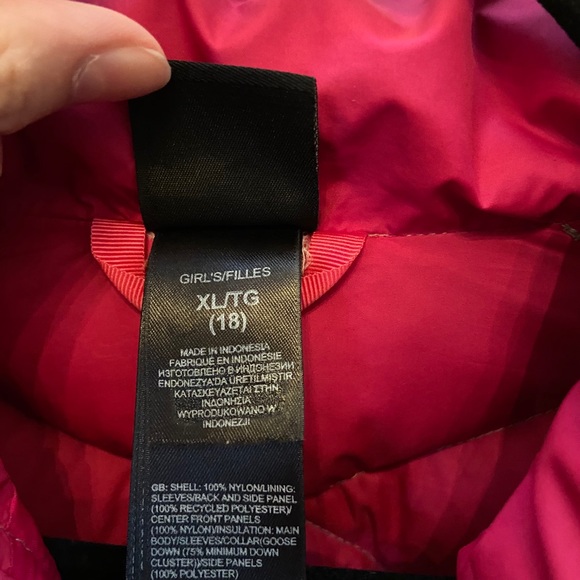 GIRL'S/FILLES
XL/TG
(18)
MADE IN INDONESIA
FABRIQUÉ EN INDONÉSIE
ИЗГОТОВЛЕНО В ИНДОНЕЗИИ
ENDONEZYA'DA ÜRETILMIŞTIR
ΚΑΤΑΣΚΕΥΑΖΕΤΑΙ ΣΤΗΝ
ΙΝΔΟΝΗΣΙΑ
WYPRODUKOWANO W
INDONEZJI
GB: SHELL: 100% NYLON/LINING:
SLEEVES/BACK AND SIDE PANEL
(100% RECYCLED POLYESTER)/
CENTER FRONT PANELS
(100% NYLON)/INSULATION: MAIN
BODY/SLEEVES/COLLAR(GOOSE
DOWN (75% MINIMUM DOWN
CLUSTER))/SIDE PANELS
(100% POLYESTER)